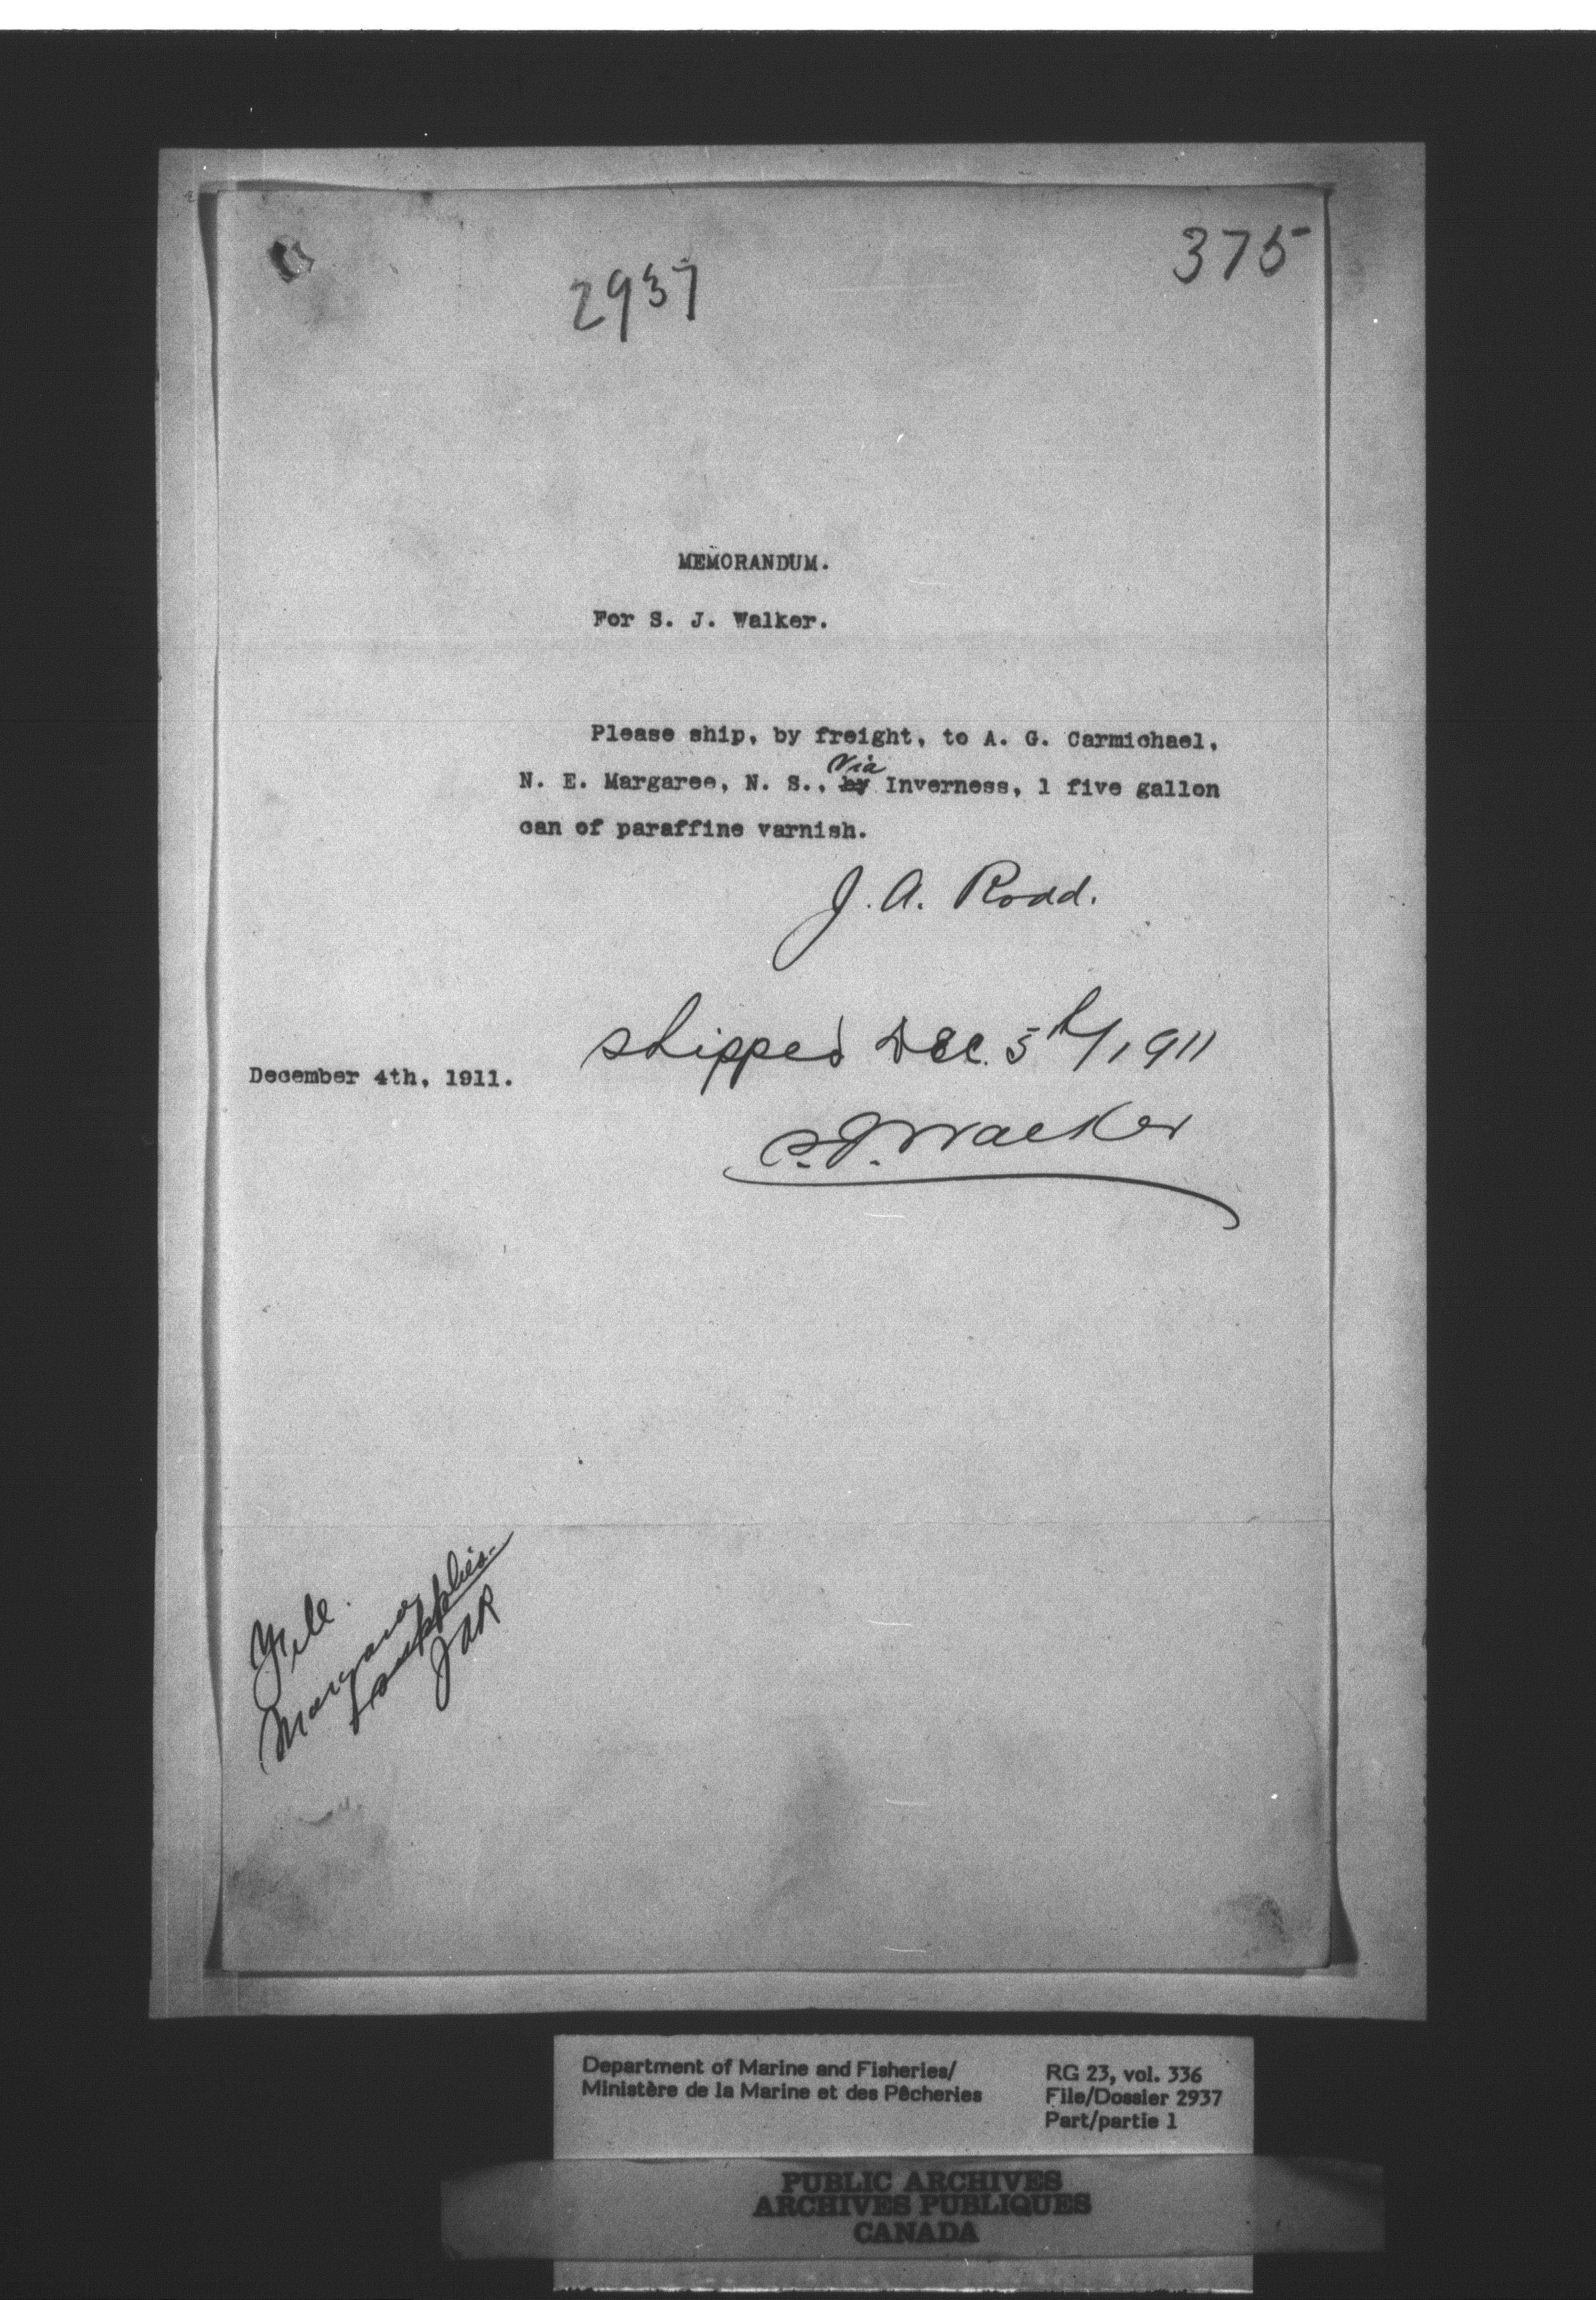 375
2937
MEMORANDUM.
For S. J. Walker.
Please ship, by freight, to A. G. Carmichael,
Via
N. E. Margaree, N. S., by Inverness, 1 five gallon
can of paraffine varnish.
J. A. Rodd.
shipped Dec. 5th/1911
December 4th, 1911.
S. J. Walker
File.
Margaree
supplies.
JAR
Department of Marine and Fisheries/
Ministère de la Marine et des Pêcheries
RG 23, vol. 336
File/Dossier 2937
Part/partie 1
PUBLIC ARCHIVES
ARCHIVES PUBLIQUES
CANADA